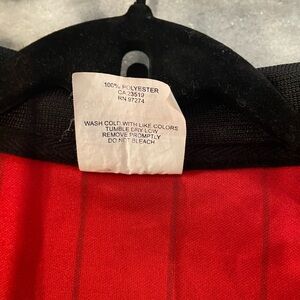 100% POLYESTER
CA 23519
RN 97274
WASH COLD WITH LIKE COLORS
TUMBLE DRY LOW
REMOVE PROMPTLY
DO NOT BLEACH